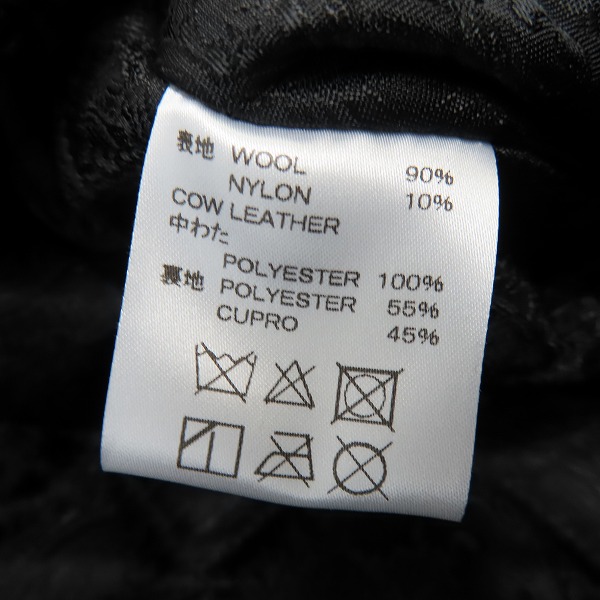 表地 WOOL 90%
NYLON 10%
COW LEATHER
中わた
POLYESTER 100%
裏地 POLYESTER 55%
CUPRO 45%